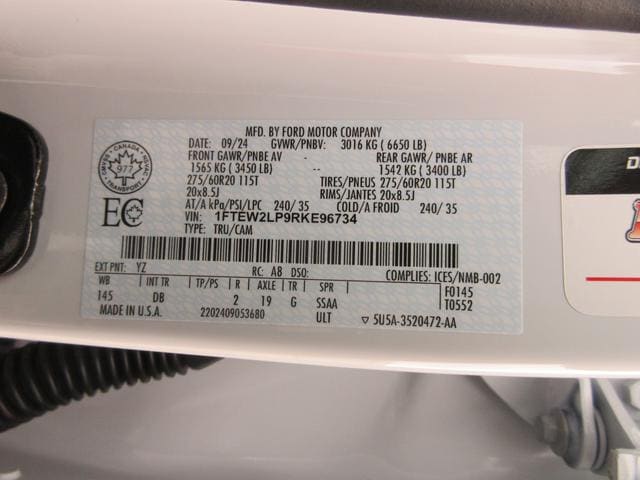 MFD. BY FORD MOTOR COMPANY
DATE: 09/24 GVWR/PNBV: 3016 KG ( 6650 LB)
FRONT GAWR/PNBE AV - -- REAR GAWR/ PNBE AR
1565 KG ( 3450 LB) 1542 KG ( 3400 LB)
275/60R20 115T TIRES/PNEUS 275/60R20 115T
20x8.5J RIMS/JANTES 20x8.5J
AT/A kPa/PSI/LPC 240/ 35 COLD/A FROID 240/ 35
VIN: 1FTEW2LP9RKE96734
TYPE: TRU/CAM
CANADA
977
TRANSPORT
EC
EXT PNT: YZ RC: A8 DSO: COMPLIES: ICES/NMB-002
WB INT TR TP/PS R AXLE TR SPR F0145
145 DB 2 19 G SSAA T0552
MADE IN U.S.A. 2202409053680 ULT ▽ 5U5A-3520472-AA